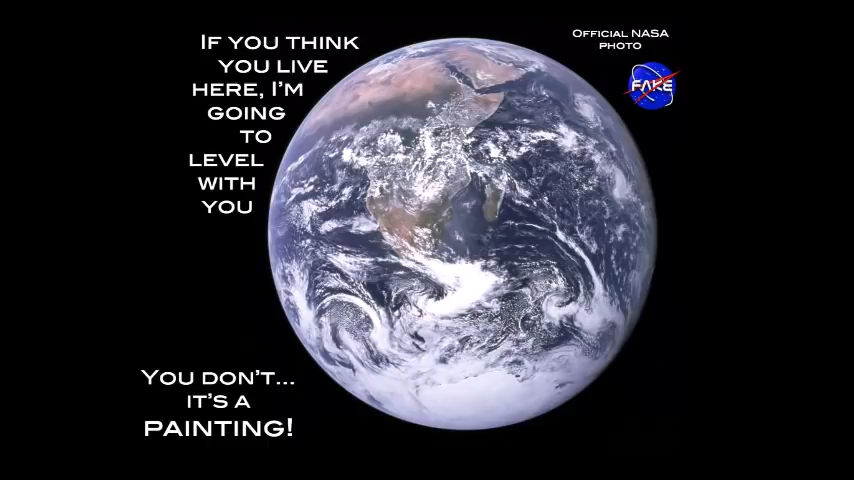 If you think
you live
here, I'm
going
to
level
with
you
Official NASA
photo
FAKE
You don't...
it's a
painting!